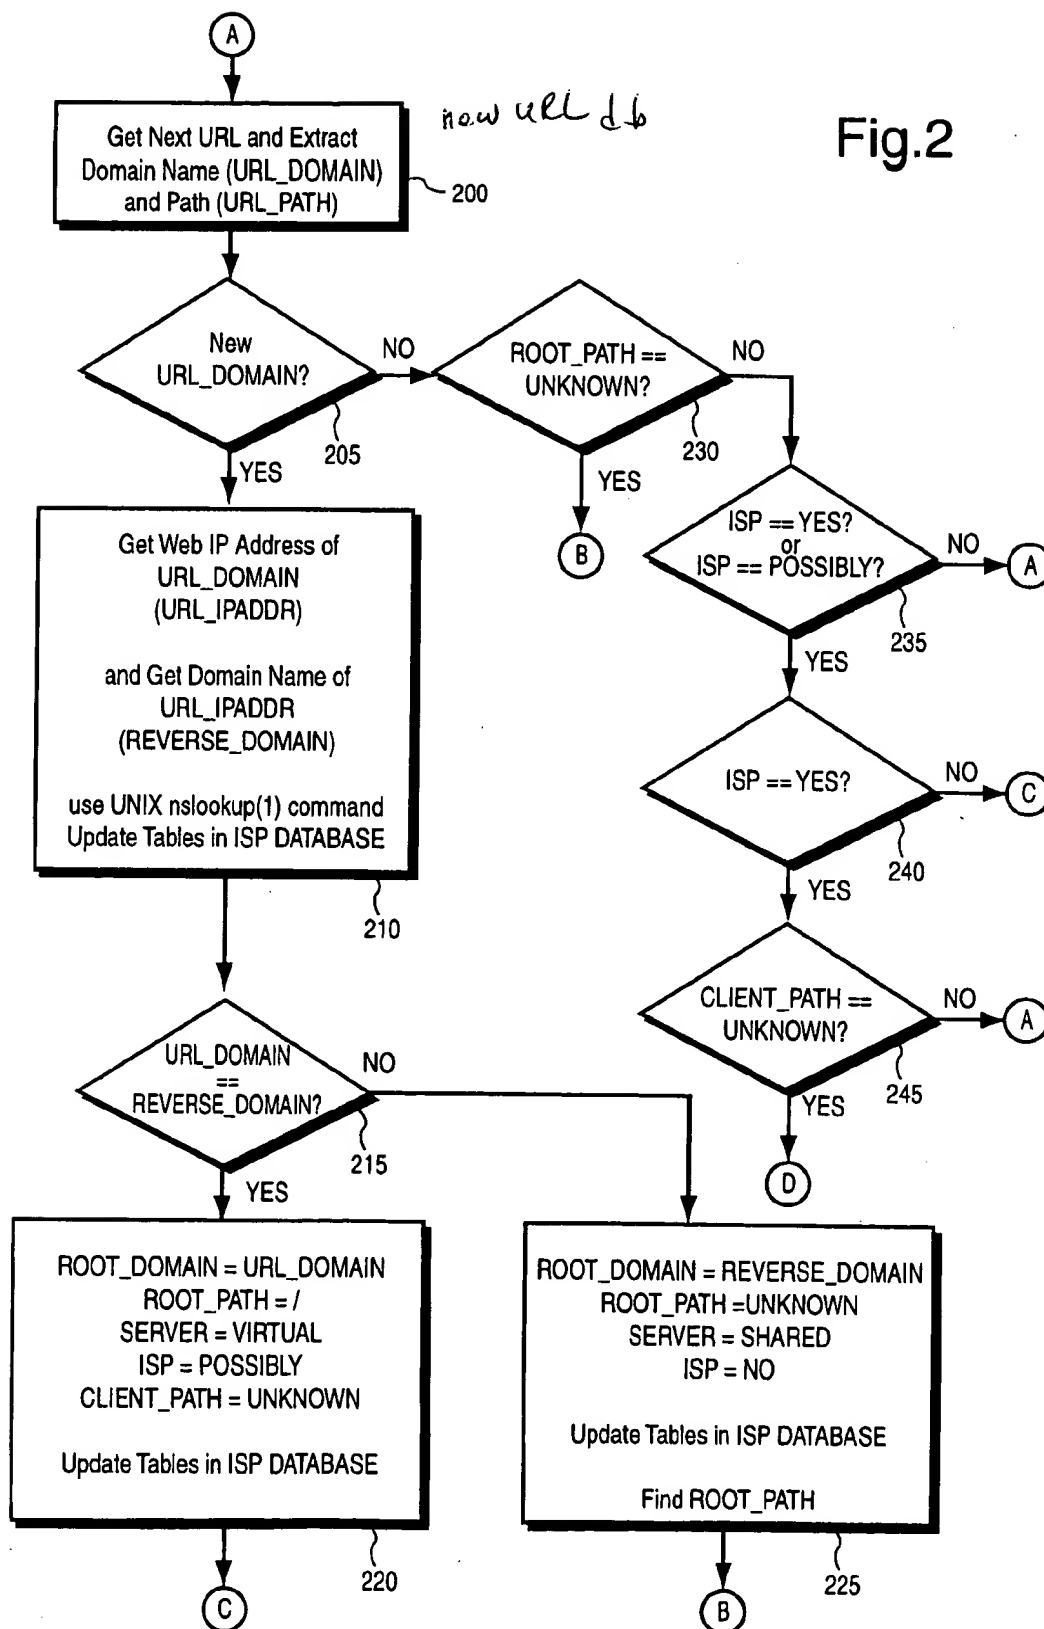 A
now URL db
Fig.2
Get Next URL and Extract
Domain Name (URL_DOMAIN)
and Path (URL_PATH)
200
New
URL_DOMAIN?
NO
205
YES
ROOT_PATH ==
UNKNOWN?
NO
230
YES
B
ISP == YES?
or
ISP == POSSIBLY?
NO
A
235
YES
Get Web IP Address of
URL_DOMAIN
(URL_IPADDR)
and Get Domain Name of
URL_IPADDR
(REVERSE_DOMAIN)
use UNIX nslookup(1) command
Update Tables in ISP DATABASE
210
ISP == YES?
NO
C
240
YES
CLIENT_PATH ==
UNKNOWN?
NO
A
245
YES
D
URL_DOMAIN
==
REVERSE_DOMAIN?
NO
215
YES
ROOT_DOMAIN = URL_DOMAIN
ROOT_PATH = /
SERVER = VIRTUAL
ISP = POSSIBLY
CLIENT_PATH = UNKNOWN
Update Tables in ISP DATABASE
220
C
ROOT_DOMAIN = REVERSE_DOMAIN
ROOT_PATH =UNKNOWN
SERVER = SHARED
ISP = NO
Update Tables in ISP DATABASE
Find ROOT_PATH
225
B